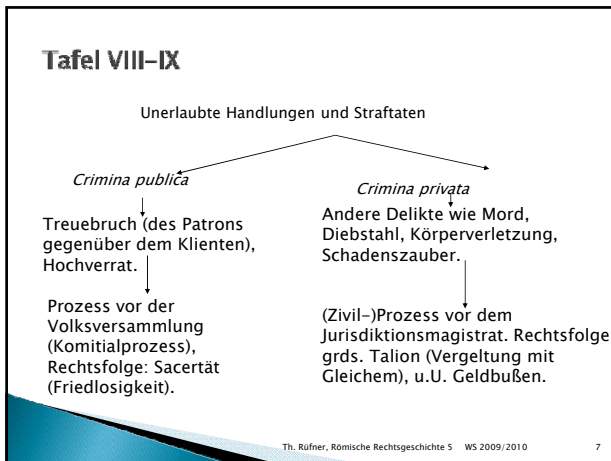 Tafel VIII–IX
Unerlaubte Handlungen und Straftaten
Crimina publica
Treuebruch (des Patrons
gegenüber dem Klienten),
Hochverrat.
Prozess vor der
Volksversammlung
(Komitialprozess),
Rechtsfolge: Sacertät
(Friedlosigkeit).
Crimina privata
Andere Delikte wie Mord,
Diebstahl, Körperverletzung,
Schadenszauber.
(Zivil-)Prozess vor dem
Jurisdiktionsmagistrat. Rechtsfolge
grds. Talion (Vergeltung mit
Gleichem), u.U. Geldbußen.
Th. Rüfner, Römische Rechtsgeschichte 5 WS 2009/2010 7